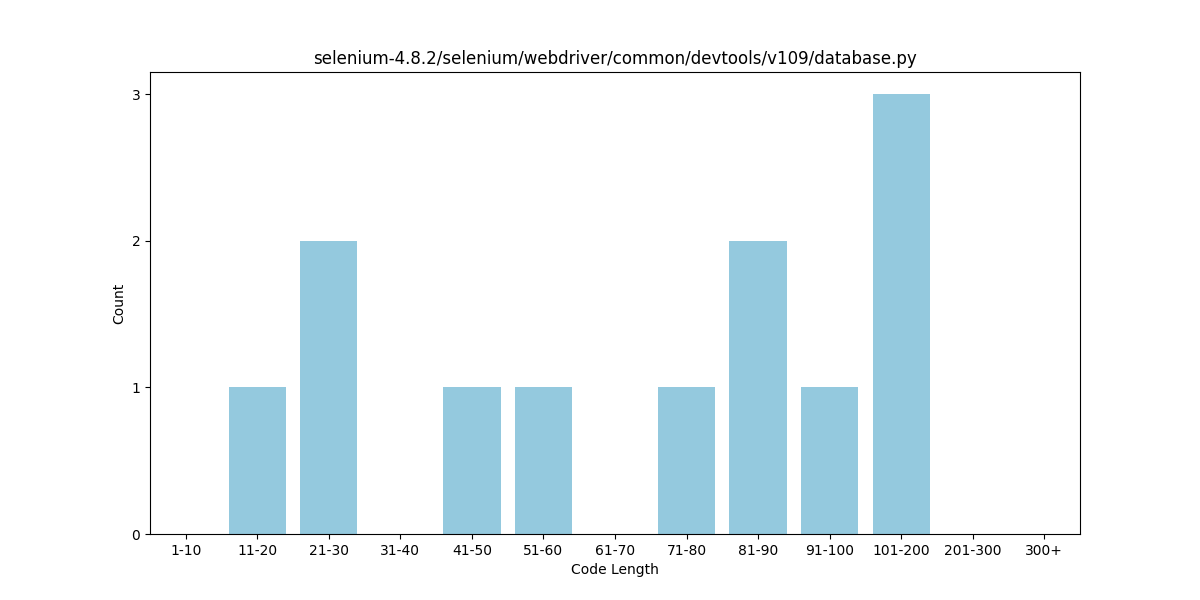 selenium-4.8.2/selenium/webdriver/common/devtools/v109/database.py
Count
3
2
1
0
1-10 11-20 21-30 31-40 41-50 51-60 61-70 71-80 81-90 91-100 101-200 201-300 300+
Code Length